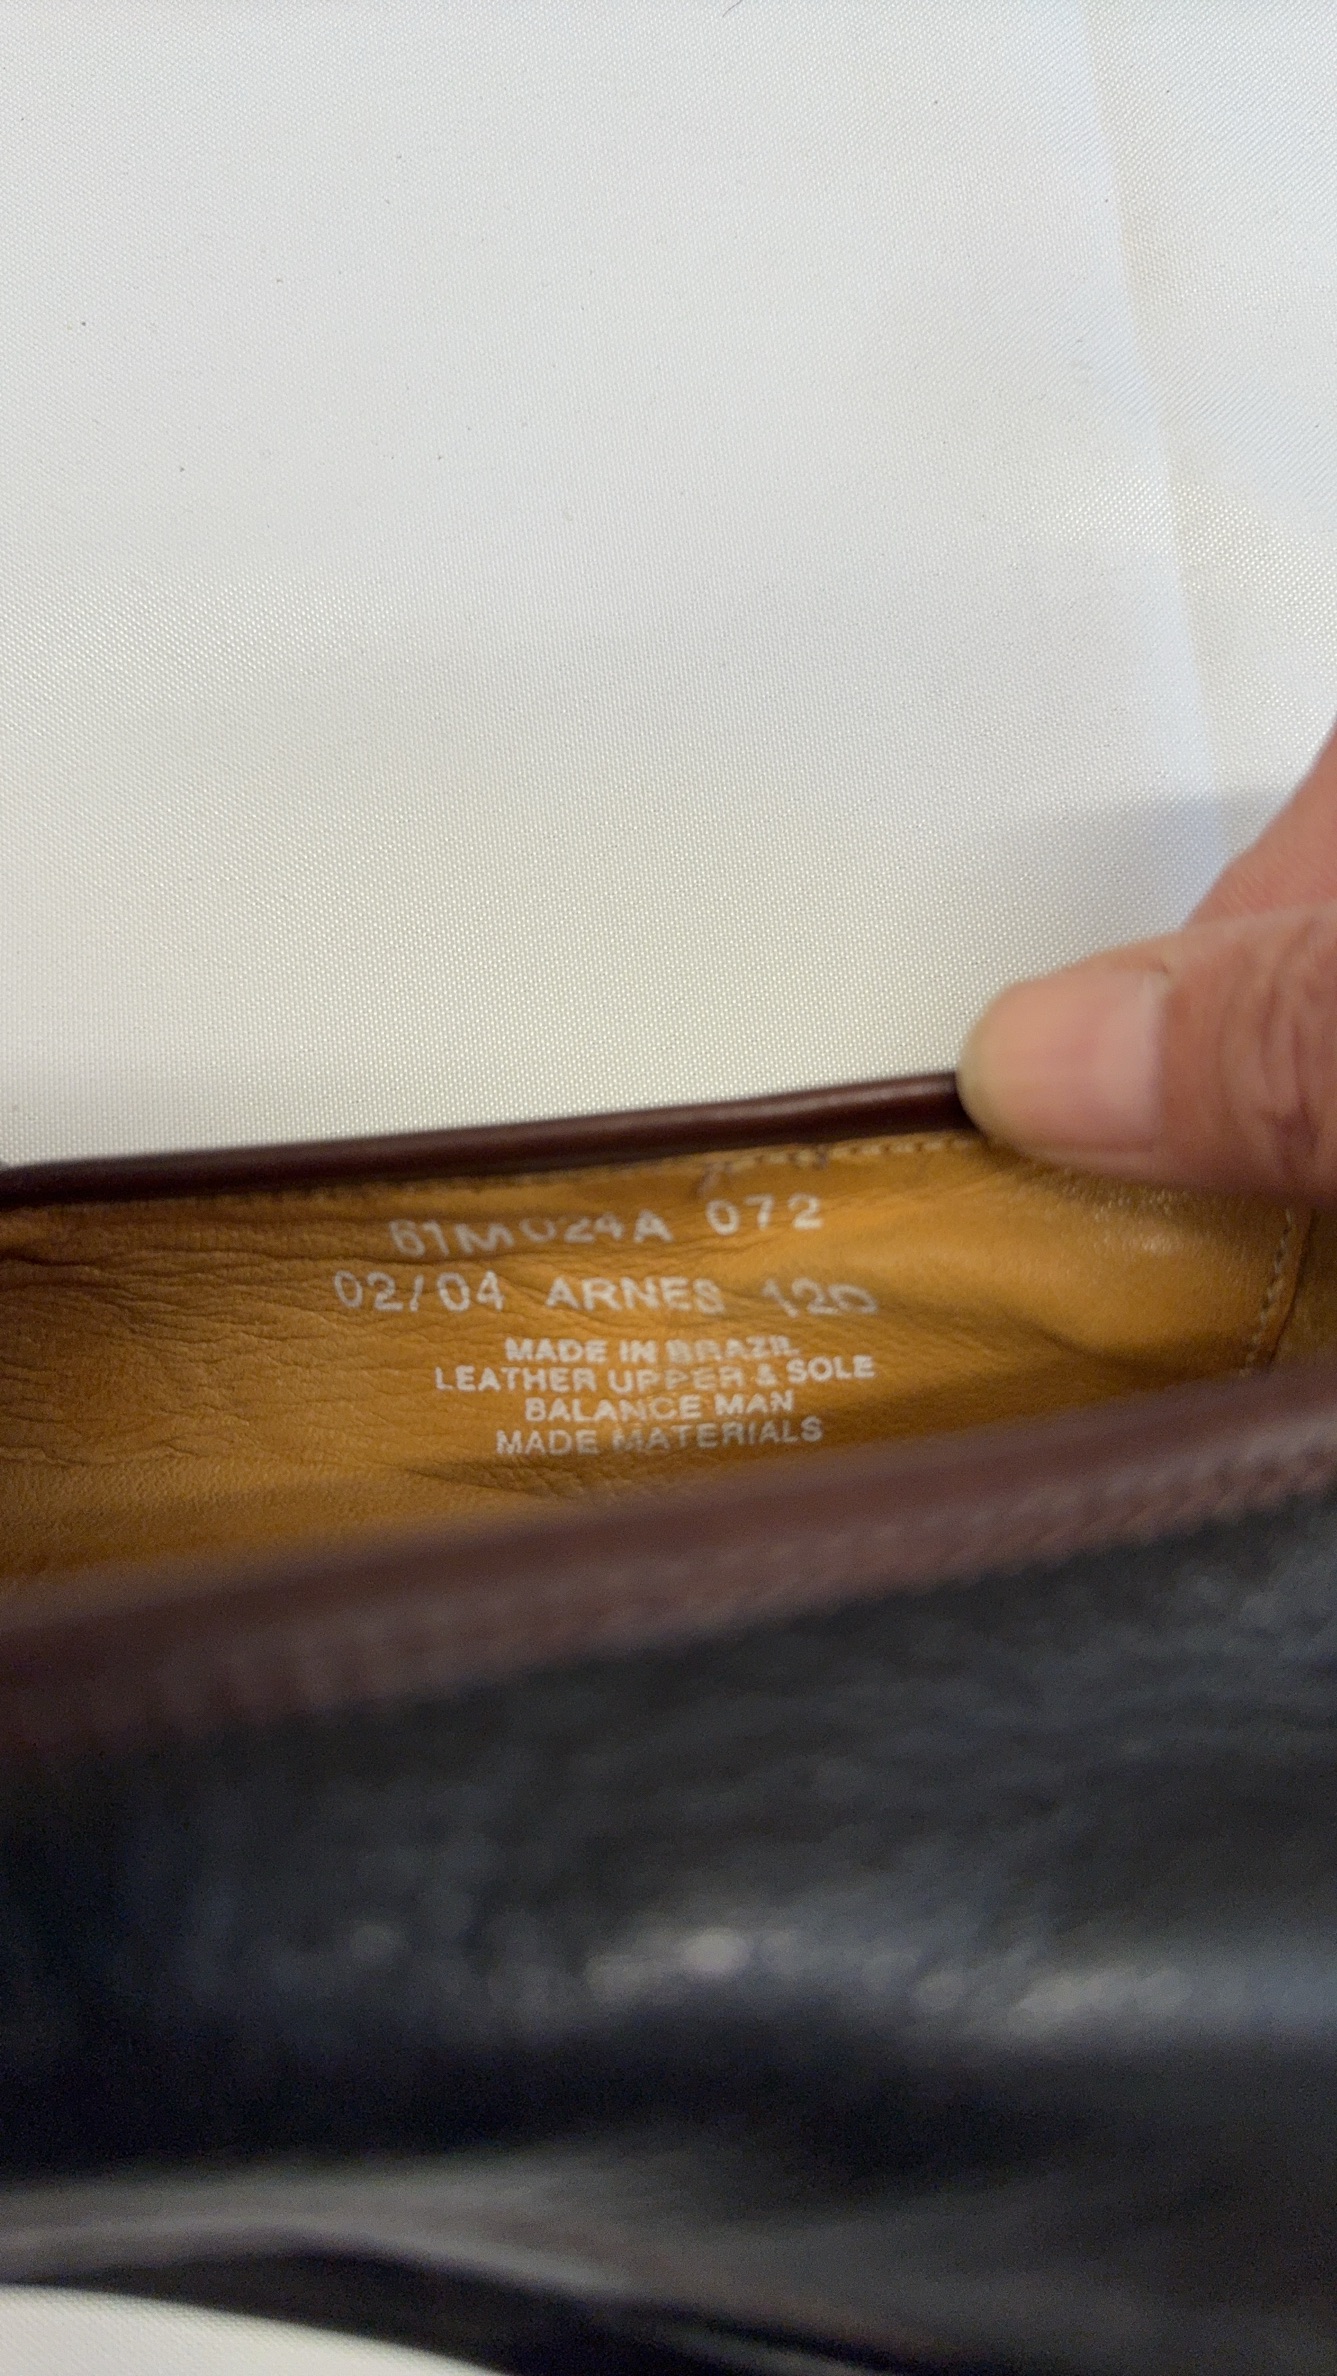 61M024A 072
02/04 ARNES 12D
MADE IN BRAZIL
LEATHER UPPER & SOLE
BALANCE MAN
MADE MATERIALS